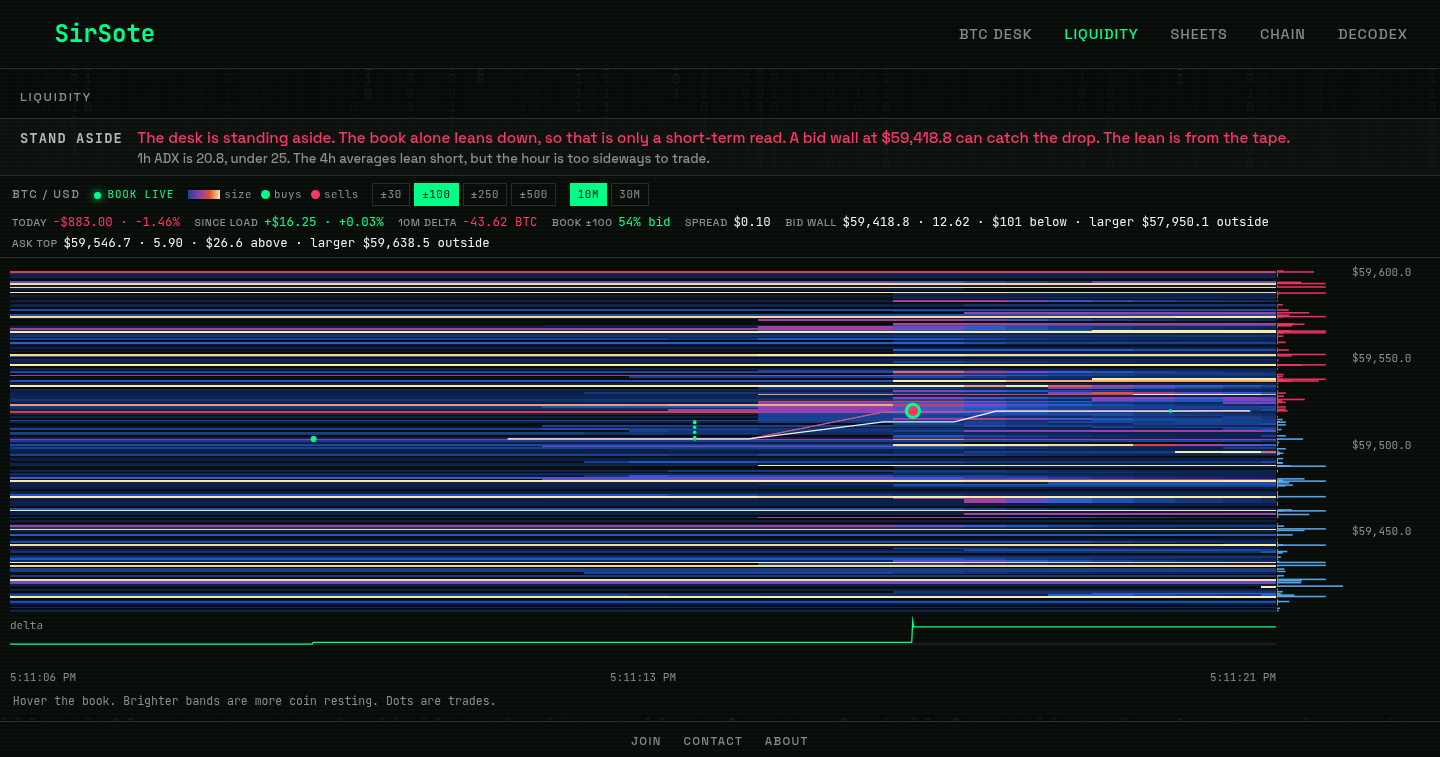 SirSote
BTC DESK LIQUIDITY SHEETS CHAIN DECODEX
LIQUIDITY
STAND ASIDE The desk is standing aside. The book alone leans down, so that is only a short-term read. A bid wall at $59,418.8 can catch the drop. The lean is from the tape.
1h ADX is 20.8, under 25. The 4h averages lean short, but the hour is too sideways to trade.
BTC / USD BOOK LIVE size buys sells ±30 ±100 ±250 ±500 10M 30M
TODAY -$883.00 · -1.46% SINCE LOAD +$16.25 · +0.03% 10M DELTA -43.62 BTC BOOK ±100 54% bid SPREAD $0.10 BID WALL $59,418.8 · 12.62 · $101 below · larger $57,950.1 outside
ASK TOP $59,546.7 · 5.90 · $26.6 above · larger $59,638.5 outside
$59,600.0
$59,550.0
$59,500.0
$59,450.0
delta
5:11:06 PM 5:11:13 PM 5:11:21 PM
Hover the book. Brighter bands are more coin resting. Dots are trades.
JOIN CONTACT ABOUT